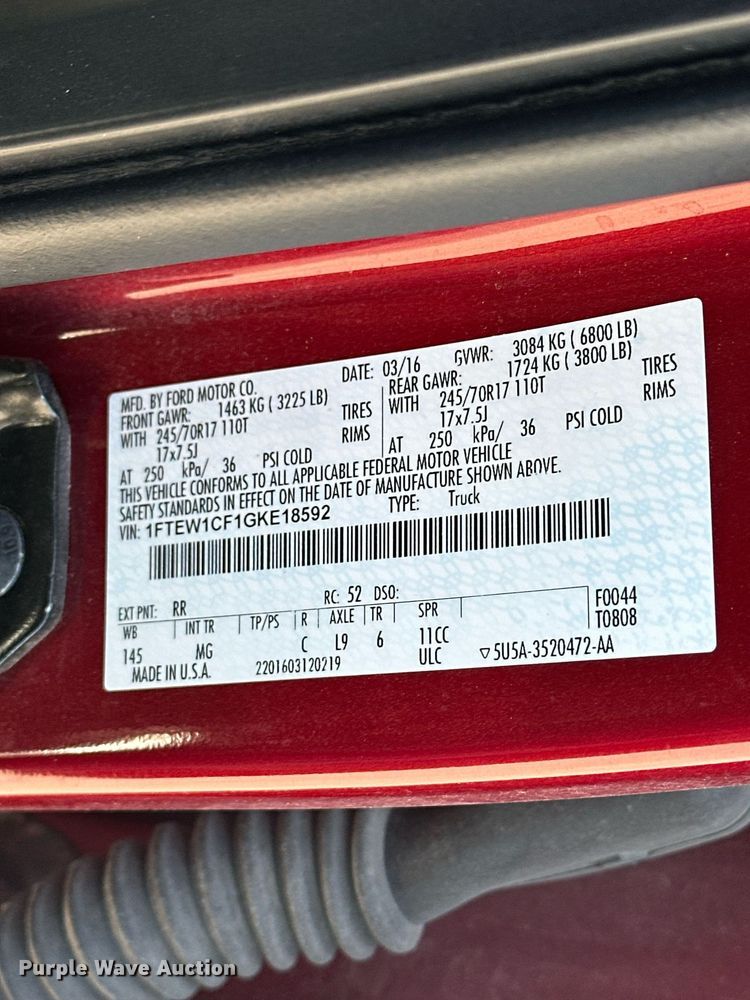 MFD. BY FORD MOTOR CO. DATE: 03/16 GVWR: 3084 KG ( 6800 LB)
FRONT GAWR: 1463 KG ( 3225 LB) REAR GAWR: 1724 KG ( 3800 LB)
WITH 245/70R17 110T TIRES WITH 245/70R17 110T TIRES
17x7.5J RIMS 17x7.5J RIMS
AT 250 kPa/ 36 PSI COLD AT 250 kPa/ 36 PSI COLD
THIS VEHICLE CONFORMS TO ALL APPLICABLE FEDERAL MOTOR VEHICLE
SAFETY STANDARDS IN EFFECT ON THE DATE OF MANUFACTURE SHOWN ABOVE.
VIN: 1FTEW1CF1GKE18592 TYPE: Truck
EXT PNT: RR RC: 52 DSO: F0044
WB INT TR TP/PS R AXLE TR SPR T0808
145 MG C L9 6 11CC
ULC ▽5U5A-3520472-AA
MADE IN U.S.A. 2201603120219
Purple Wave Auction